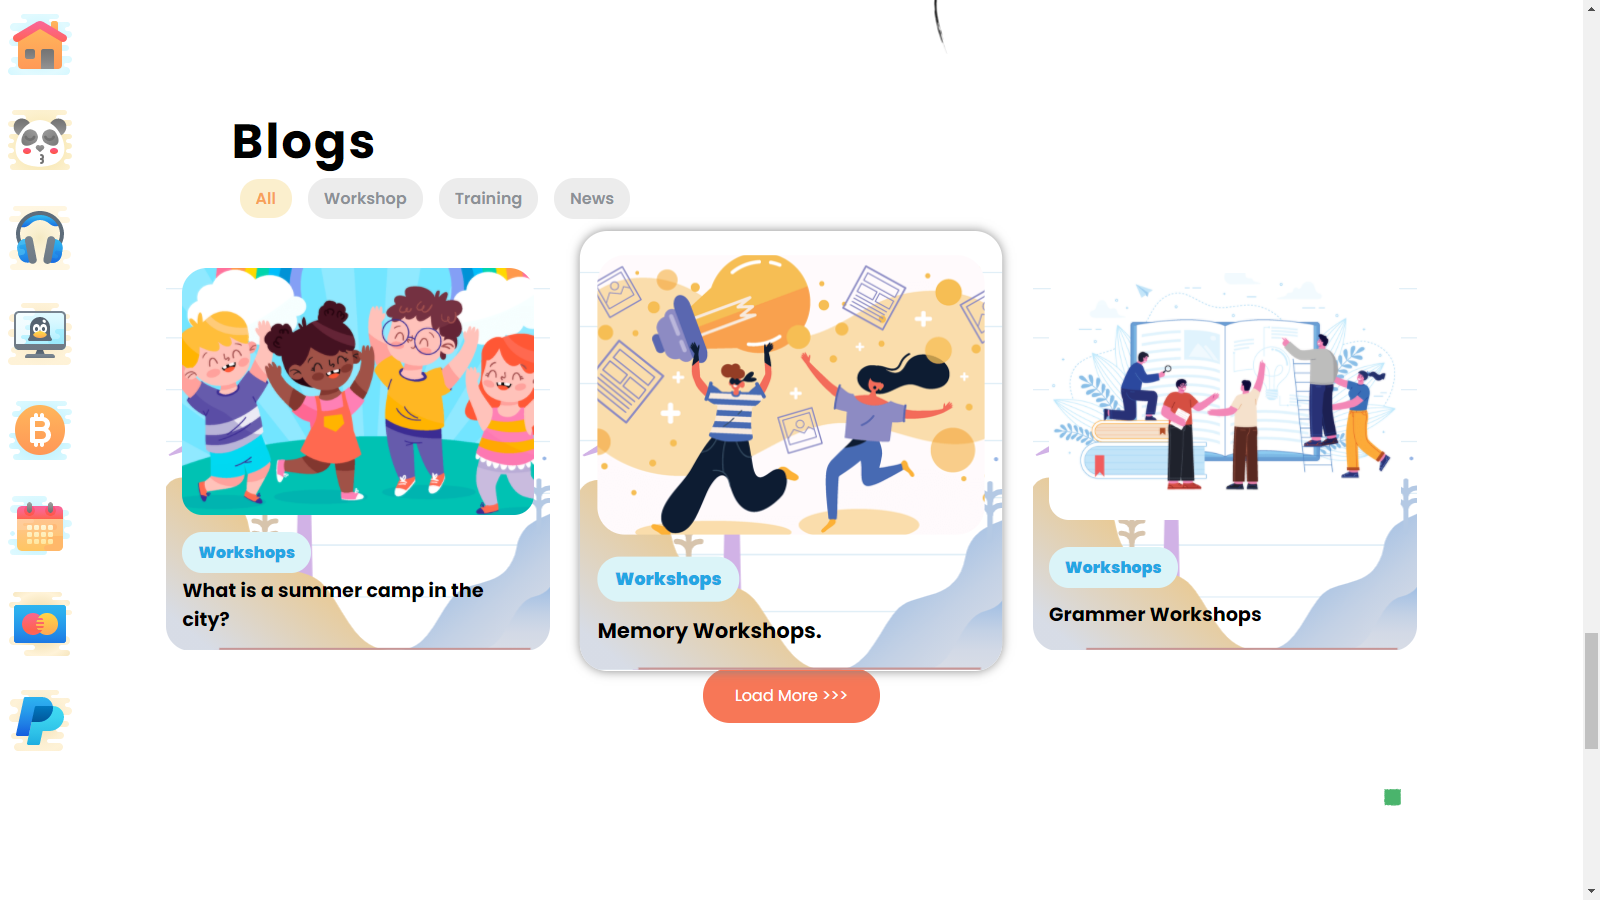 Blogs
All
Workshop
Training
News
Workshops
What is a summer camp in the
city?
Workshops
Memory Workshops.
Workshops
Grammer Workshops
Load More >>>